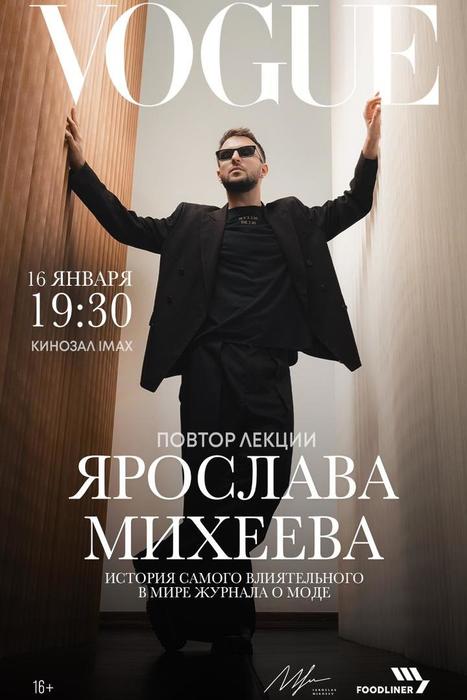 VOGUE
16 ЯНВАРЯ
19:30
КИНОЗАЛ IMAX
ПОВТОР ЛЕКЦИИ
ЯРОСЛАВА
МИХЕЕВА
ИСТОРИЯ САМОГО ВЛИЯТЕЛЬНОГО
В МИРЕ ЖУРНАЛА О МОДЕ
16+
FOODLINER